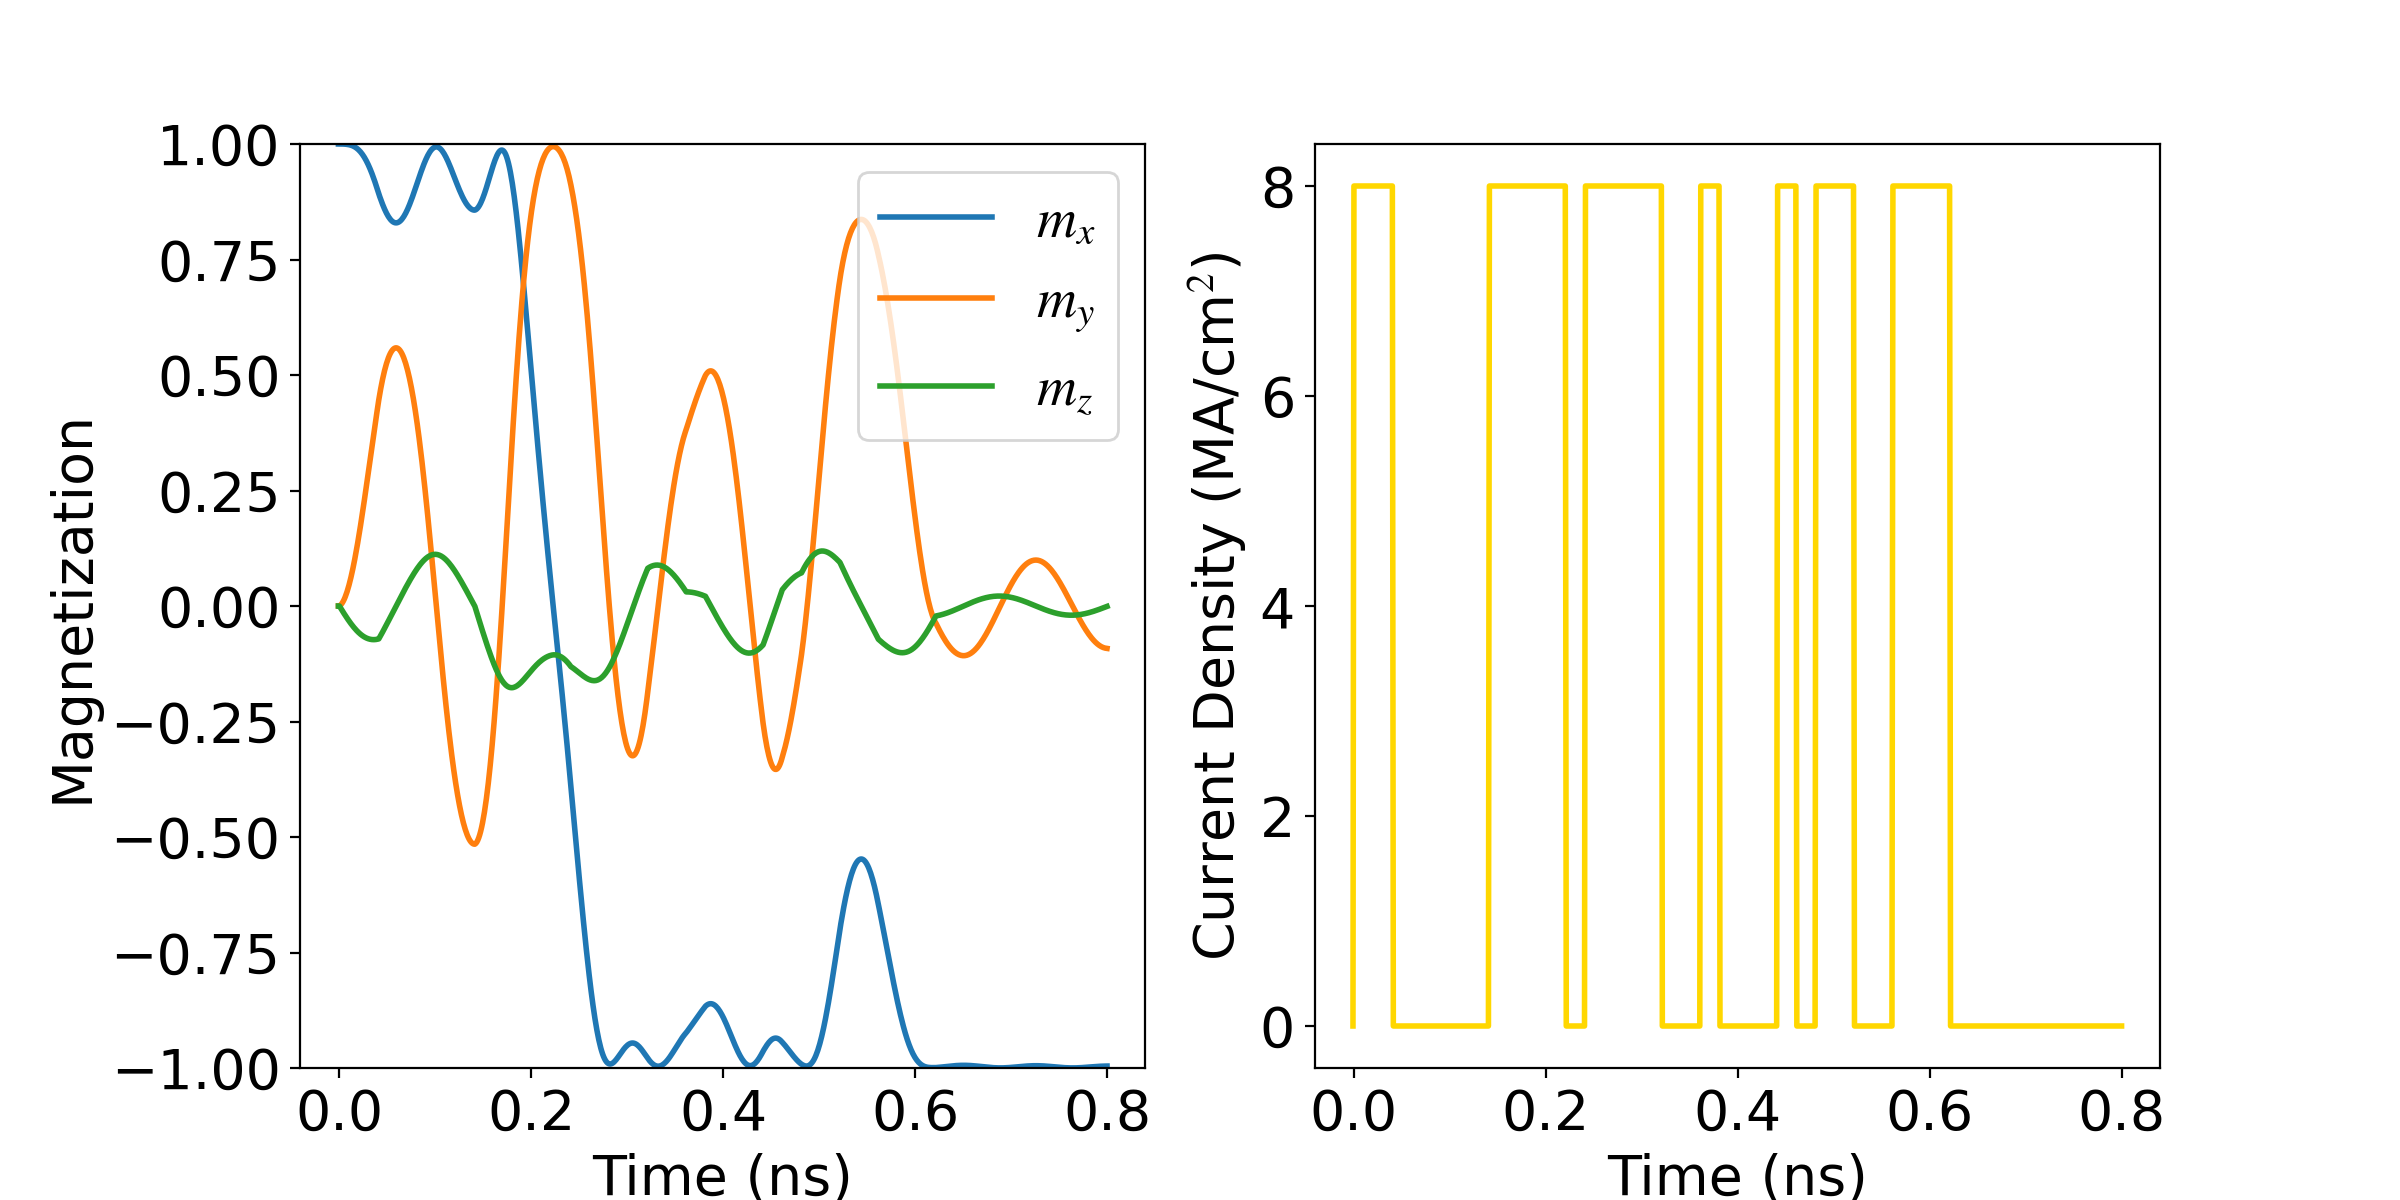 Magnetization
1.00
0.75
0.50
0.25
0.00
−0.25
−0.50
−0.75
−1.00
0.0 0.2 0.4 0.6 0.8
Time (ns)
m_x
m_y
m_z
Current Density (MA/cm²)
8
6
4
2
0
0.0 0.2 0.4 0.6 0.8
Time (ns)